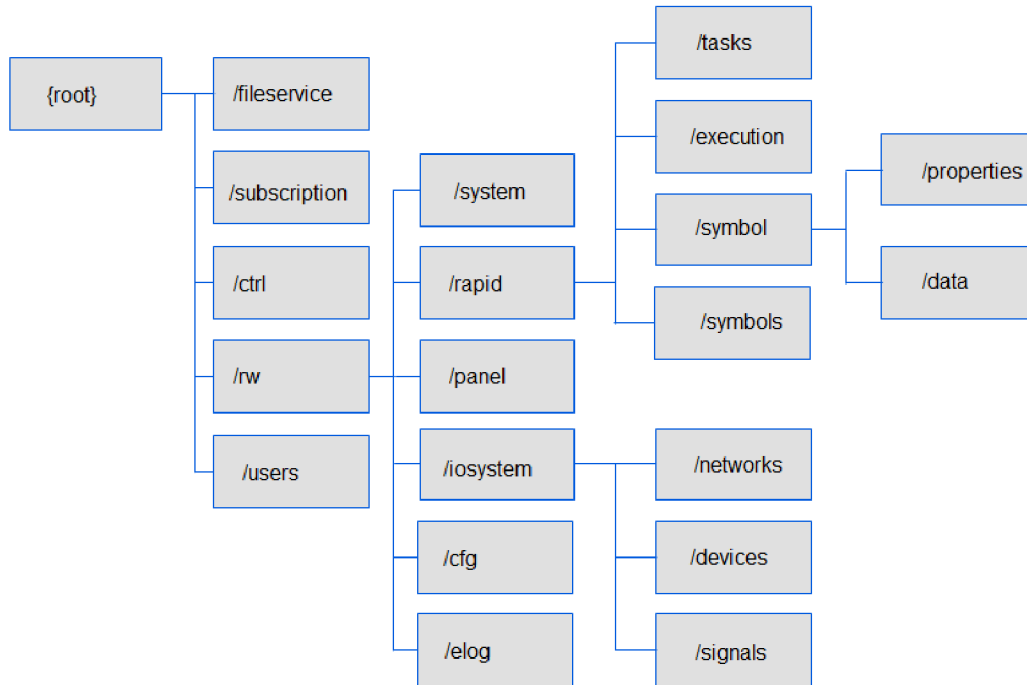 {root}
/fileservice
/subscription
/ctrl
/rw
/users
/system
/rapid
/panel
/iosystem
/cfg
/elog
/tasks
/execution
/symbol
/symbols
/networks
/devices
/signals
/properties
/data